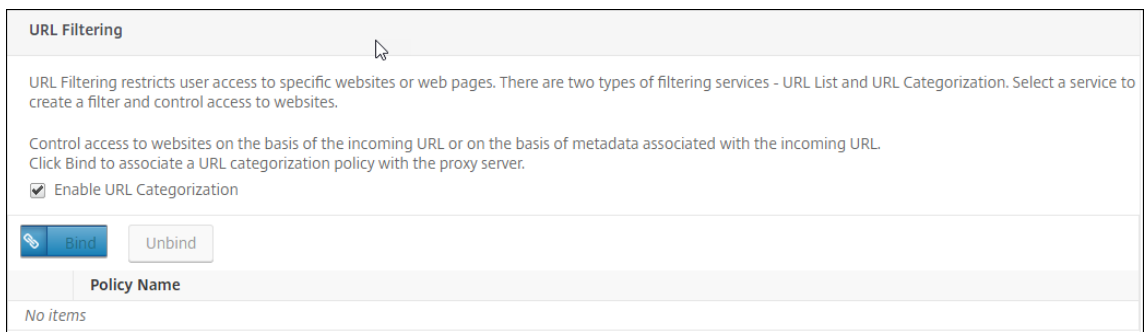 URL Filtering
URL Filtering restricts user access to specific websites or web pages. There are two types of filtering services - URL List and URL Categorization. Select a service to
create a filter and control access to websites.
Control access to websites on the basis of the incoming URL or on the basis of metadata associated with the incoming URL.
Click Bind to associate a URL categorization policy with the proxy server.
Enable URL Categorization
Bind Unbind
Policy Name
No items